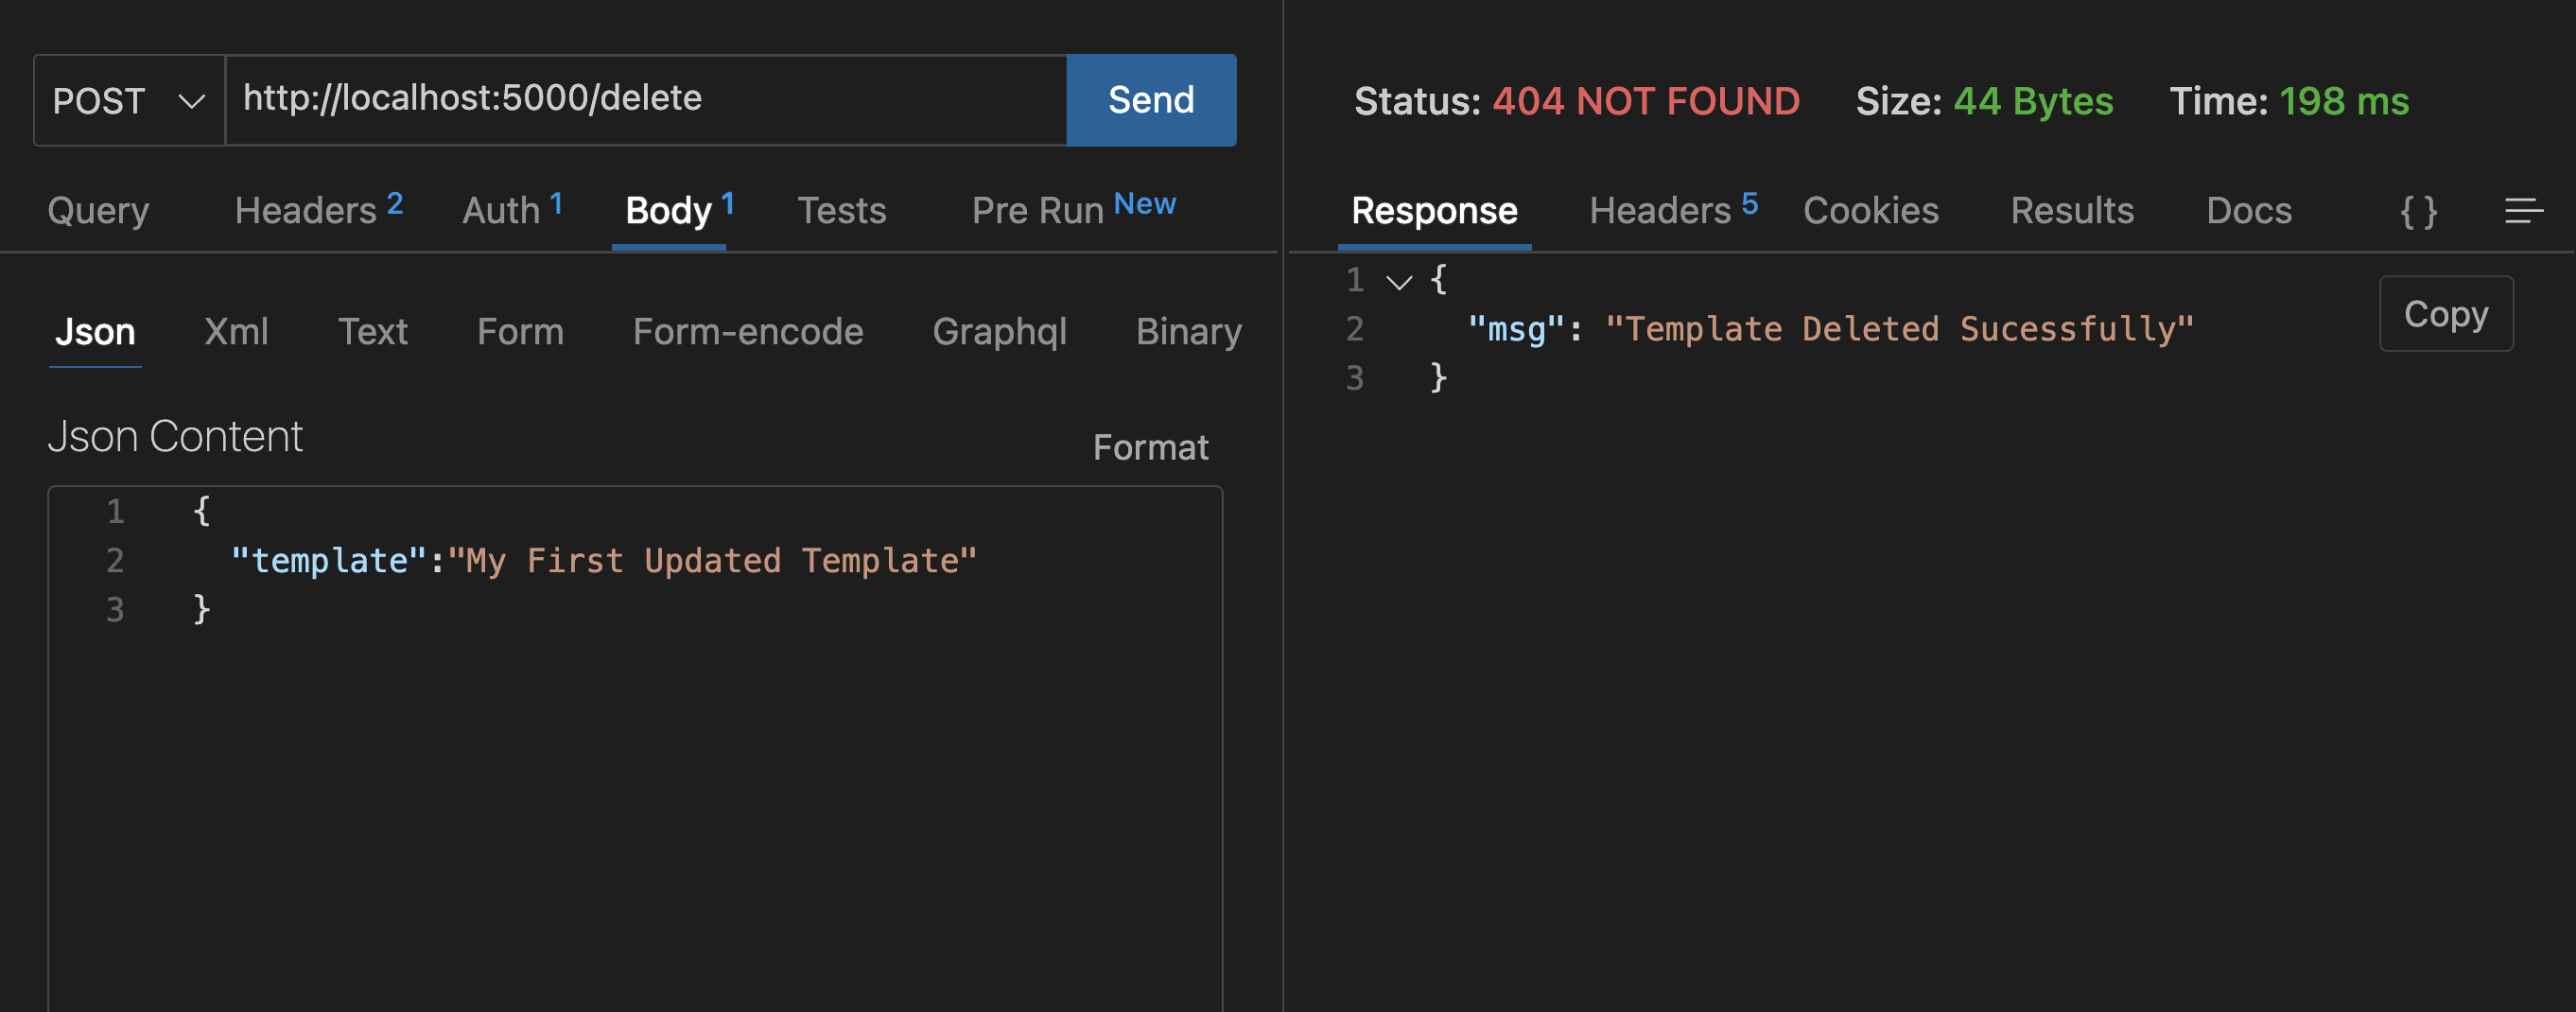 POST http://localhost:5000/delete Send
Query Headers 2 Auth 1 Body 1 Tests Pre Run New
Json Xml Text Form Form-encode Graphql Binary
Json Content Format
1 {
2 "template":"My First Updated Template"
3 }
Status: 404 NOT FOUND Size: 44 Bytes Time: 198 ms
Response Headers 5 Cookies Results Docs {}
1 {
2 "msg": "Template Deleted Sucessfully"
3 }
Copy